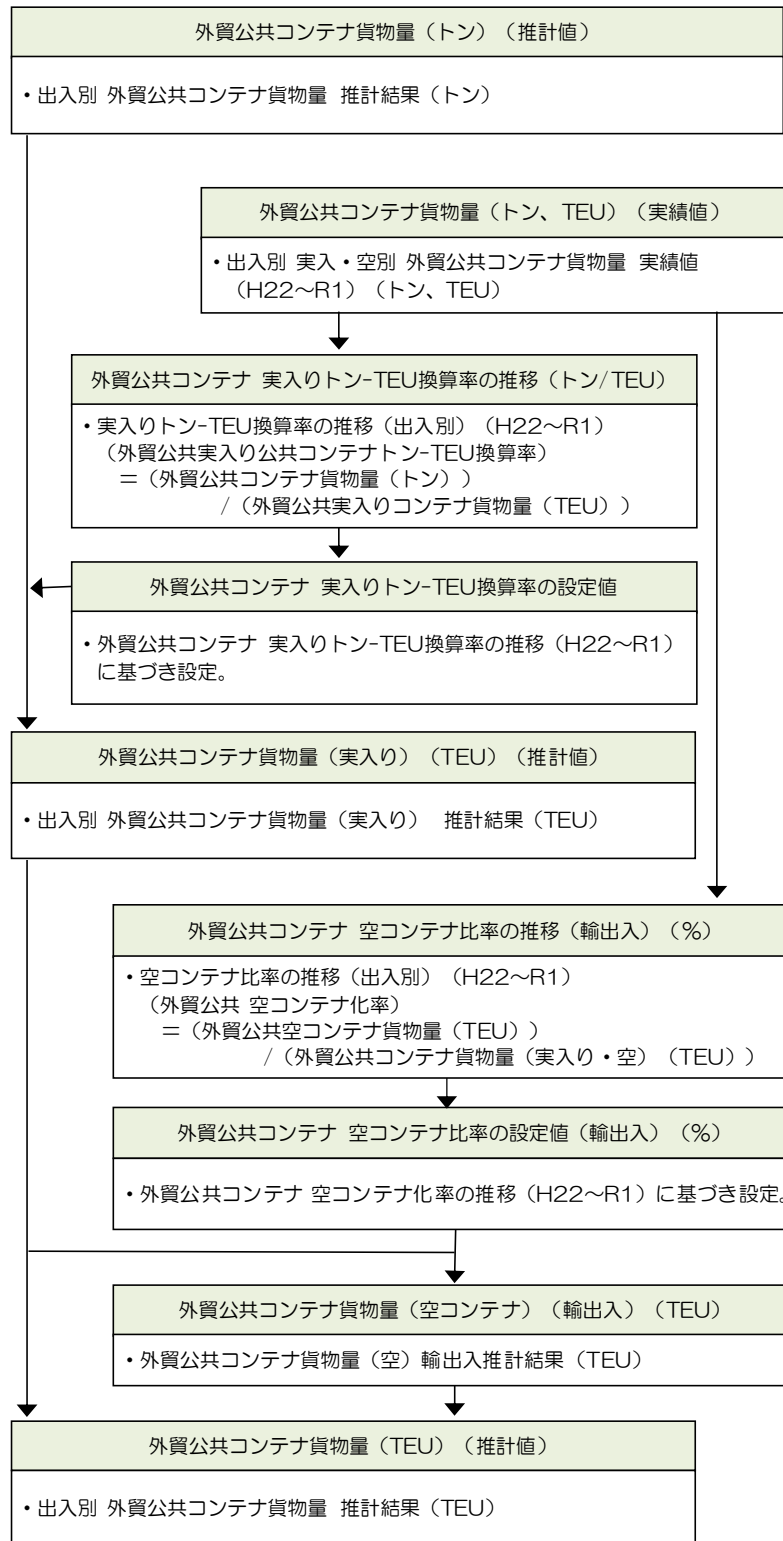 外貿公共コンテナ貨物量（トン）（推計値）
・出入別 外貿公共コンテナ貨物量 推計結果（トン）
外貿公共コンテナ貨物量（トン、TEU）（実績値）
・出入別 実入・空別 外貿公共コンテナ貨物量 実績値
（H22～R1）（トン、TEU）
外貿公共コンテナ 実入りトン-TEU換算率の推移（トン/TEU）
・実入りトン-TEU換算率の推移（出入別）（H22～R1）
（外貿公共実入り公共コンテナトン-TEU換算率）
＝（外貿公共コンテナ貨物量（トン））
/（外貿公共実入りコンテナ貨物量（TEU））
外貿公共コンテナ 実入りトン-TEU換算率の設定値
・外貿公共コンテナ 実入りトン-TEU換算率の推移（H22～R1）
に基づき設定。
外貿公共コンテナ貨物量（実入り）（TEU）（推計値）
・出入別 外貿公共コンテナ貨物量（実入り） 推計結果（TEU）
外貿公共コンテナ 空コンテナ比率の推移（輸出入）（%）
・空コンテナ比率の推移（出入別）（H22～R1）
（外貿公共 空コンテナ化率）
＝（外貿公共空コンテナ貨物量（TEU））
/（外貿公共コンテナ貨物量（実入り・空）（TEU））
外貿公共コンテナ 空コンテナ比率の設定値（輸出入）（%）
・外貿公共コンテナ 空コンテナ化率の推移（H22～R1）に基づき設定。
外貿公共コンテナ貨物量（空コンテナ）（輸出入）（TEU）
・外貿公共コンテナ貨物量（空）輸出入推計結果（TEU）
外貿公共コンテナ貨物量（TEU）（推計値）
・出入別 外貿公共コンテナ貨物量 推計結果（TEU）